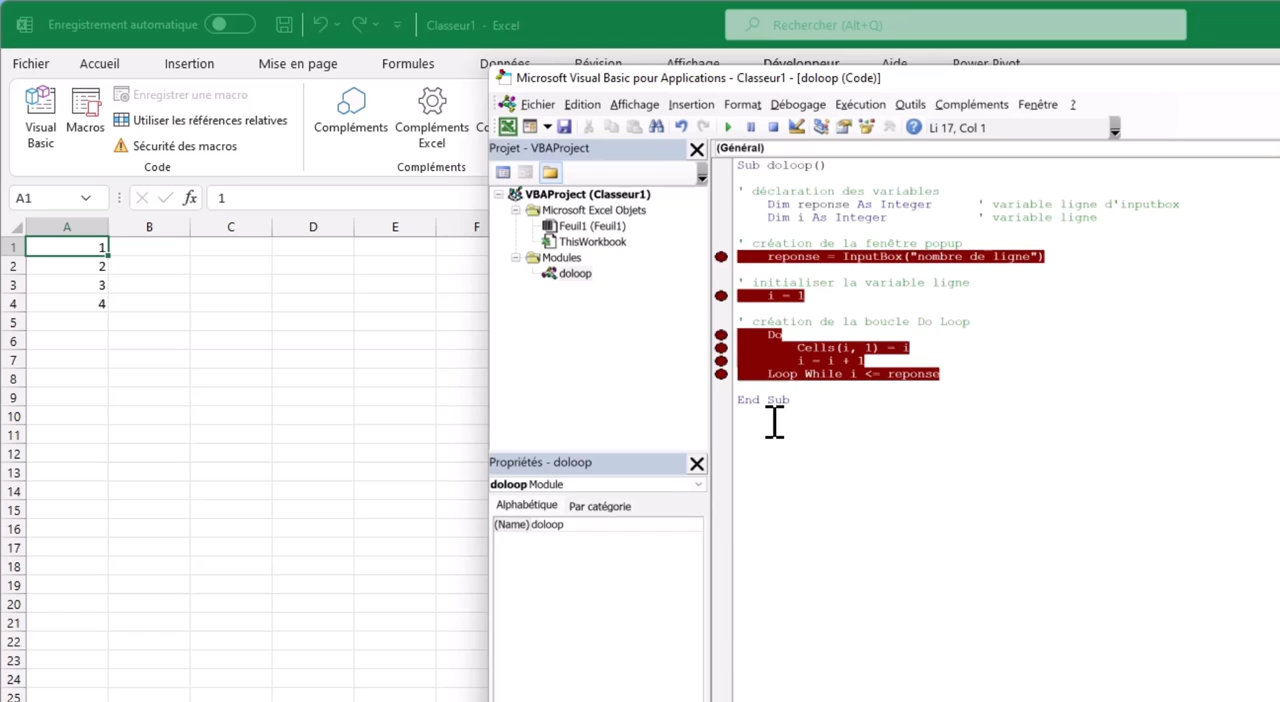 Enregistrement automatique
Classeur1 - Excel
Rechercher (Alt+Q)
Fichier Accueil Insertion Mise en page Formules Données Révision Affichage Développeur Aide Power Pivot
Microsoft Visual Basic pour Applications - Classeur1 - [doloop (Code)]
Fichier Edition Affichage Insertion Format Débogage Exécution Outils Compléments Fenêtre ?
Li 17, Col 1
Visual Basic
Macros
Enregistrer une macro
Utiliser les références relatives
Sécurité des macros
Code
Compléments
Compléments Excel
Co
Compléments
A1
fx
1
A B C D E F
1 1
2 2
3 3
4 4
5
6
7
8
9
10
11
12
13
14
15
16
17
18
19
20
21
22
23
24
25
Projet - VBAProject
VBAProject (Classeur1)
Microsoft Excel Objets
Feuil1 (Feuil1)
ThisWorkbook
Modules
doloop
Propriétés - doloop
doloop Module
Alphabétique Par catégorie
(Name) doloop
(Général)
Sub doloop()
' déclaration des variables
Dim reponse As Integer ' variable ligne d'inputbox
Dim i As Integer ' variable ligne
' création de la fenêtre popup
reponse = InputBox("nombre de ligne")
' initialiser la variable ligne
i = 1
' création de la boucle Do Loop
Do
Cells(i, 1) = i
i = i + 1
Loop While i <= reponse
End Sub